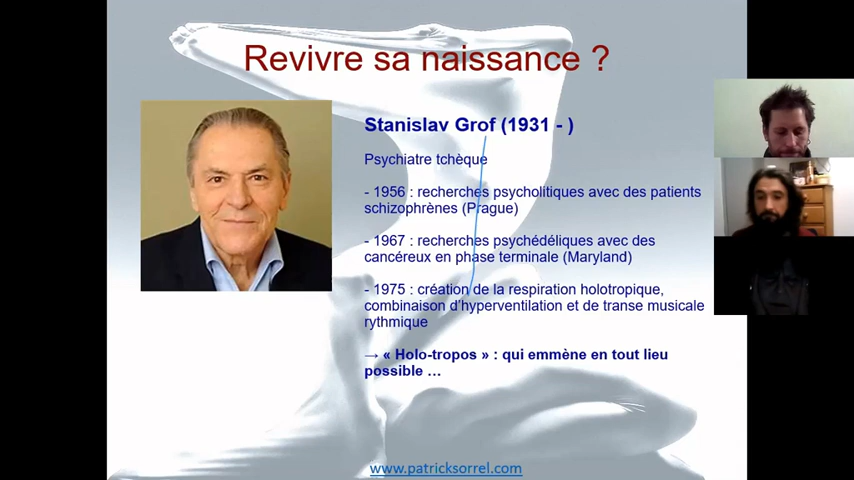 Revivre sa naissance ?
Stanislav Grof (1931 - )
Psychiatre tchèque
- 1956 : recherches psycholitiques avec des patients
schizophrènes (Prague)
- 1967 : recherches psychédéliques avec des
cancéreux en phase terminale (Maryland)
- 1975 : création de la respiration holotropique,
combinaison d'hyperventilation et de transe musicale
rythmique
→ « Holo-tropos » : qui emmène en tout lieu
possible ...
www.patricksorrel.com